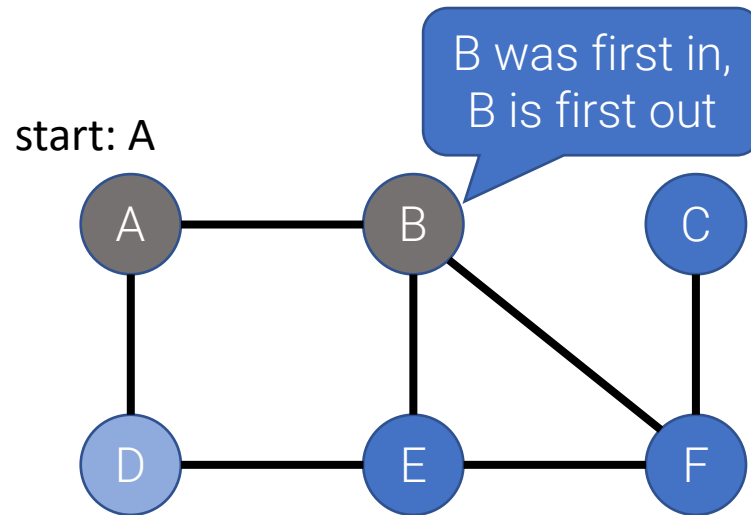 B was first in,
B is first out
start: A
A
B
C
D
E
F